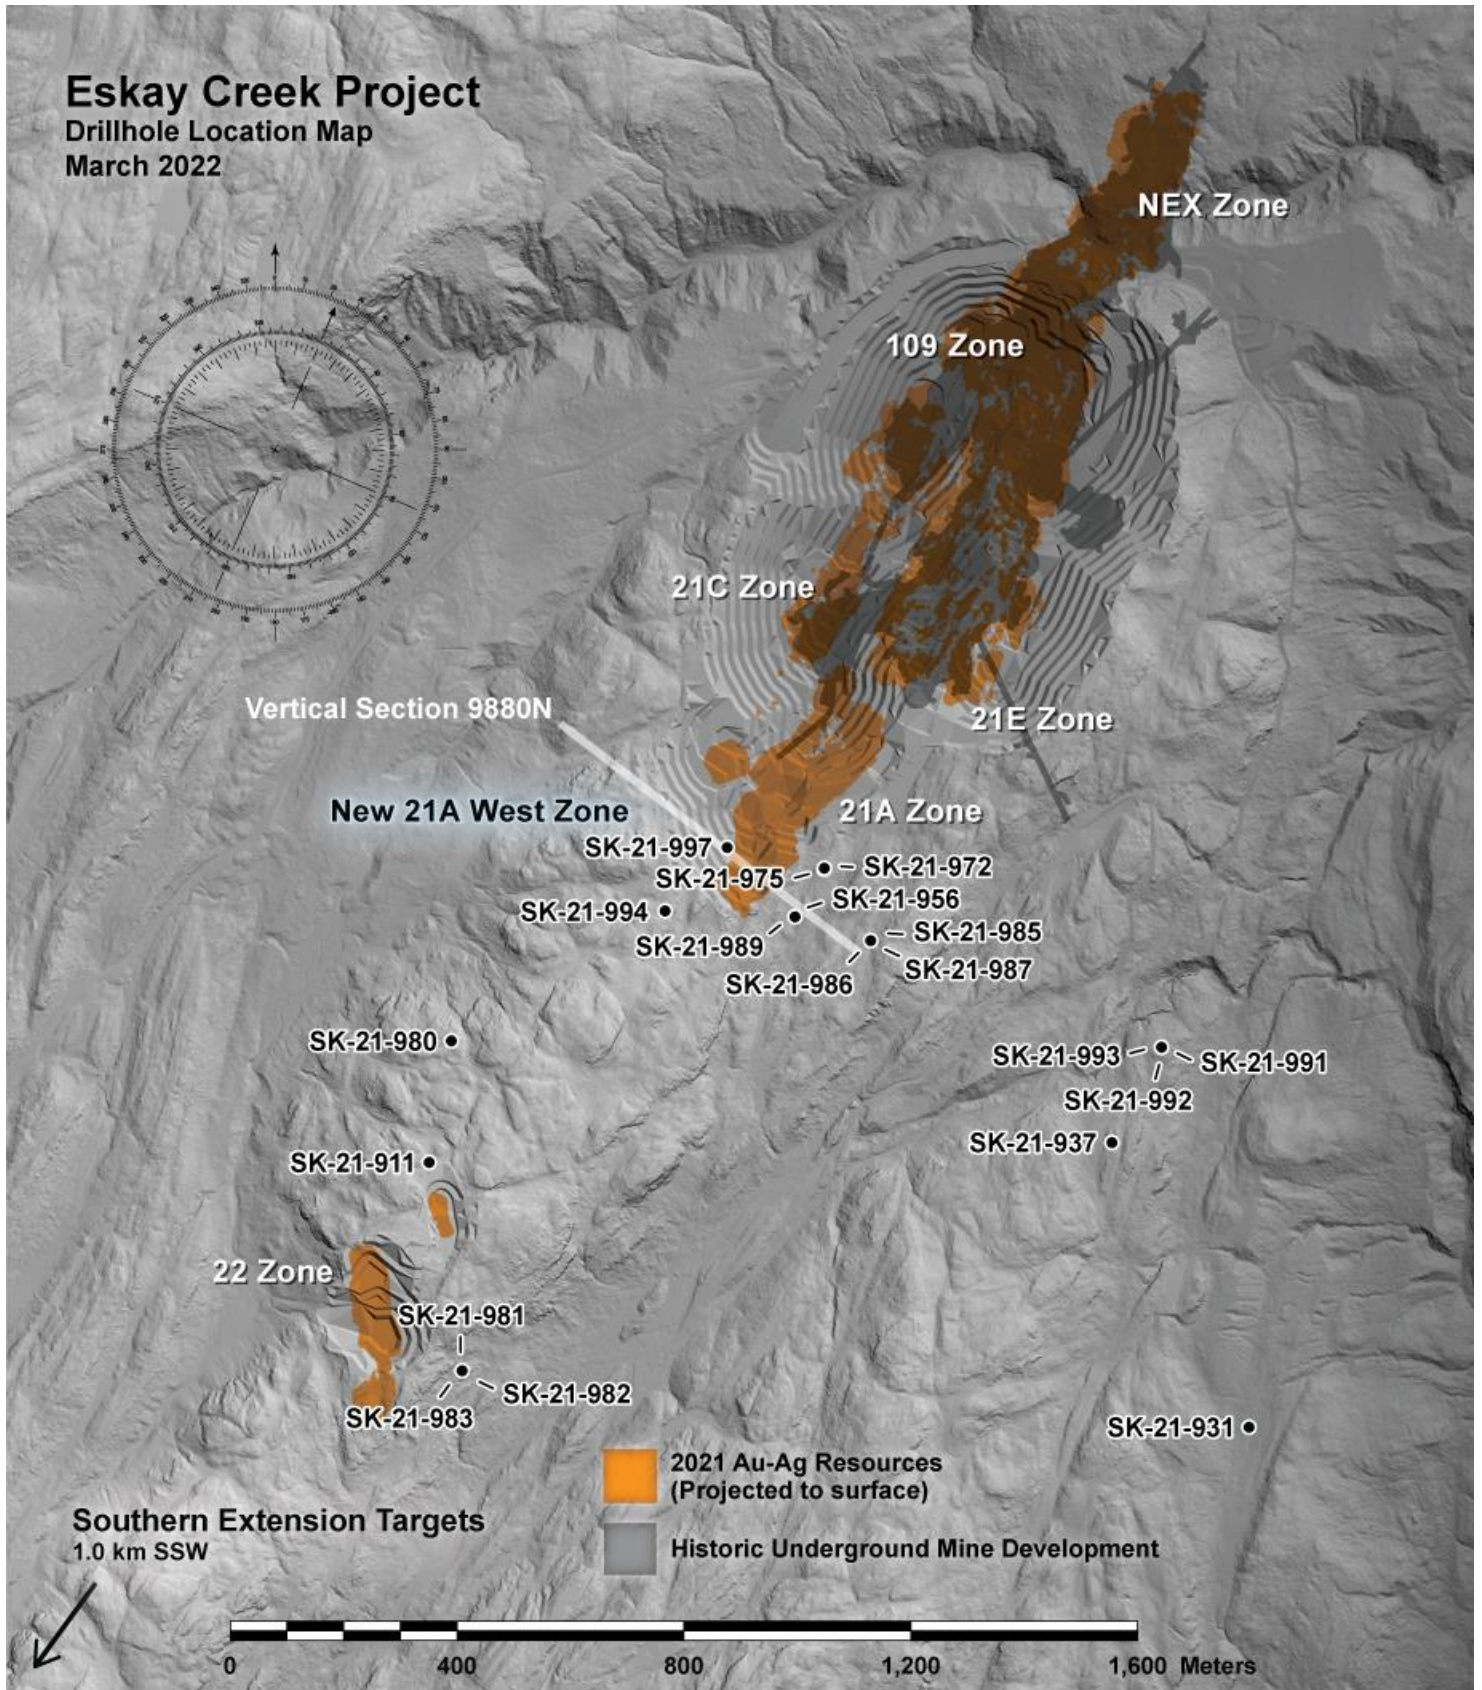 Eskay Creek Project
Drillhole Location Map
March 2022
NEX Zone
109 Zone
21C Zone
Vertical Section 9880N
21E Zone
New 21A West Zone
21A Zone
SK-21-997
SK-21-975
SK-21-972
SK-21-956
SK-21-994
SK-21-989
SK-21-985
SK-21-987
SK-21-986
SK-21-980
SK-21-993
SK-21-991
SK-21-992
SK-21-937
SK-21-911
22 Zone
SK-21-981
SK-21-982
SK-21-983
SK-21-931
2021 Au-Ag Resources
(Projected to surface)
Southern Extension Targets
1.0 km SSW
Historic Underground Mine Development
0 400 800 1,200 1,600 Meters